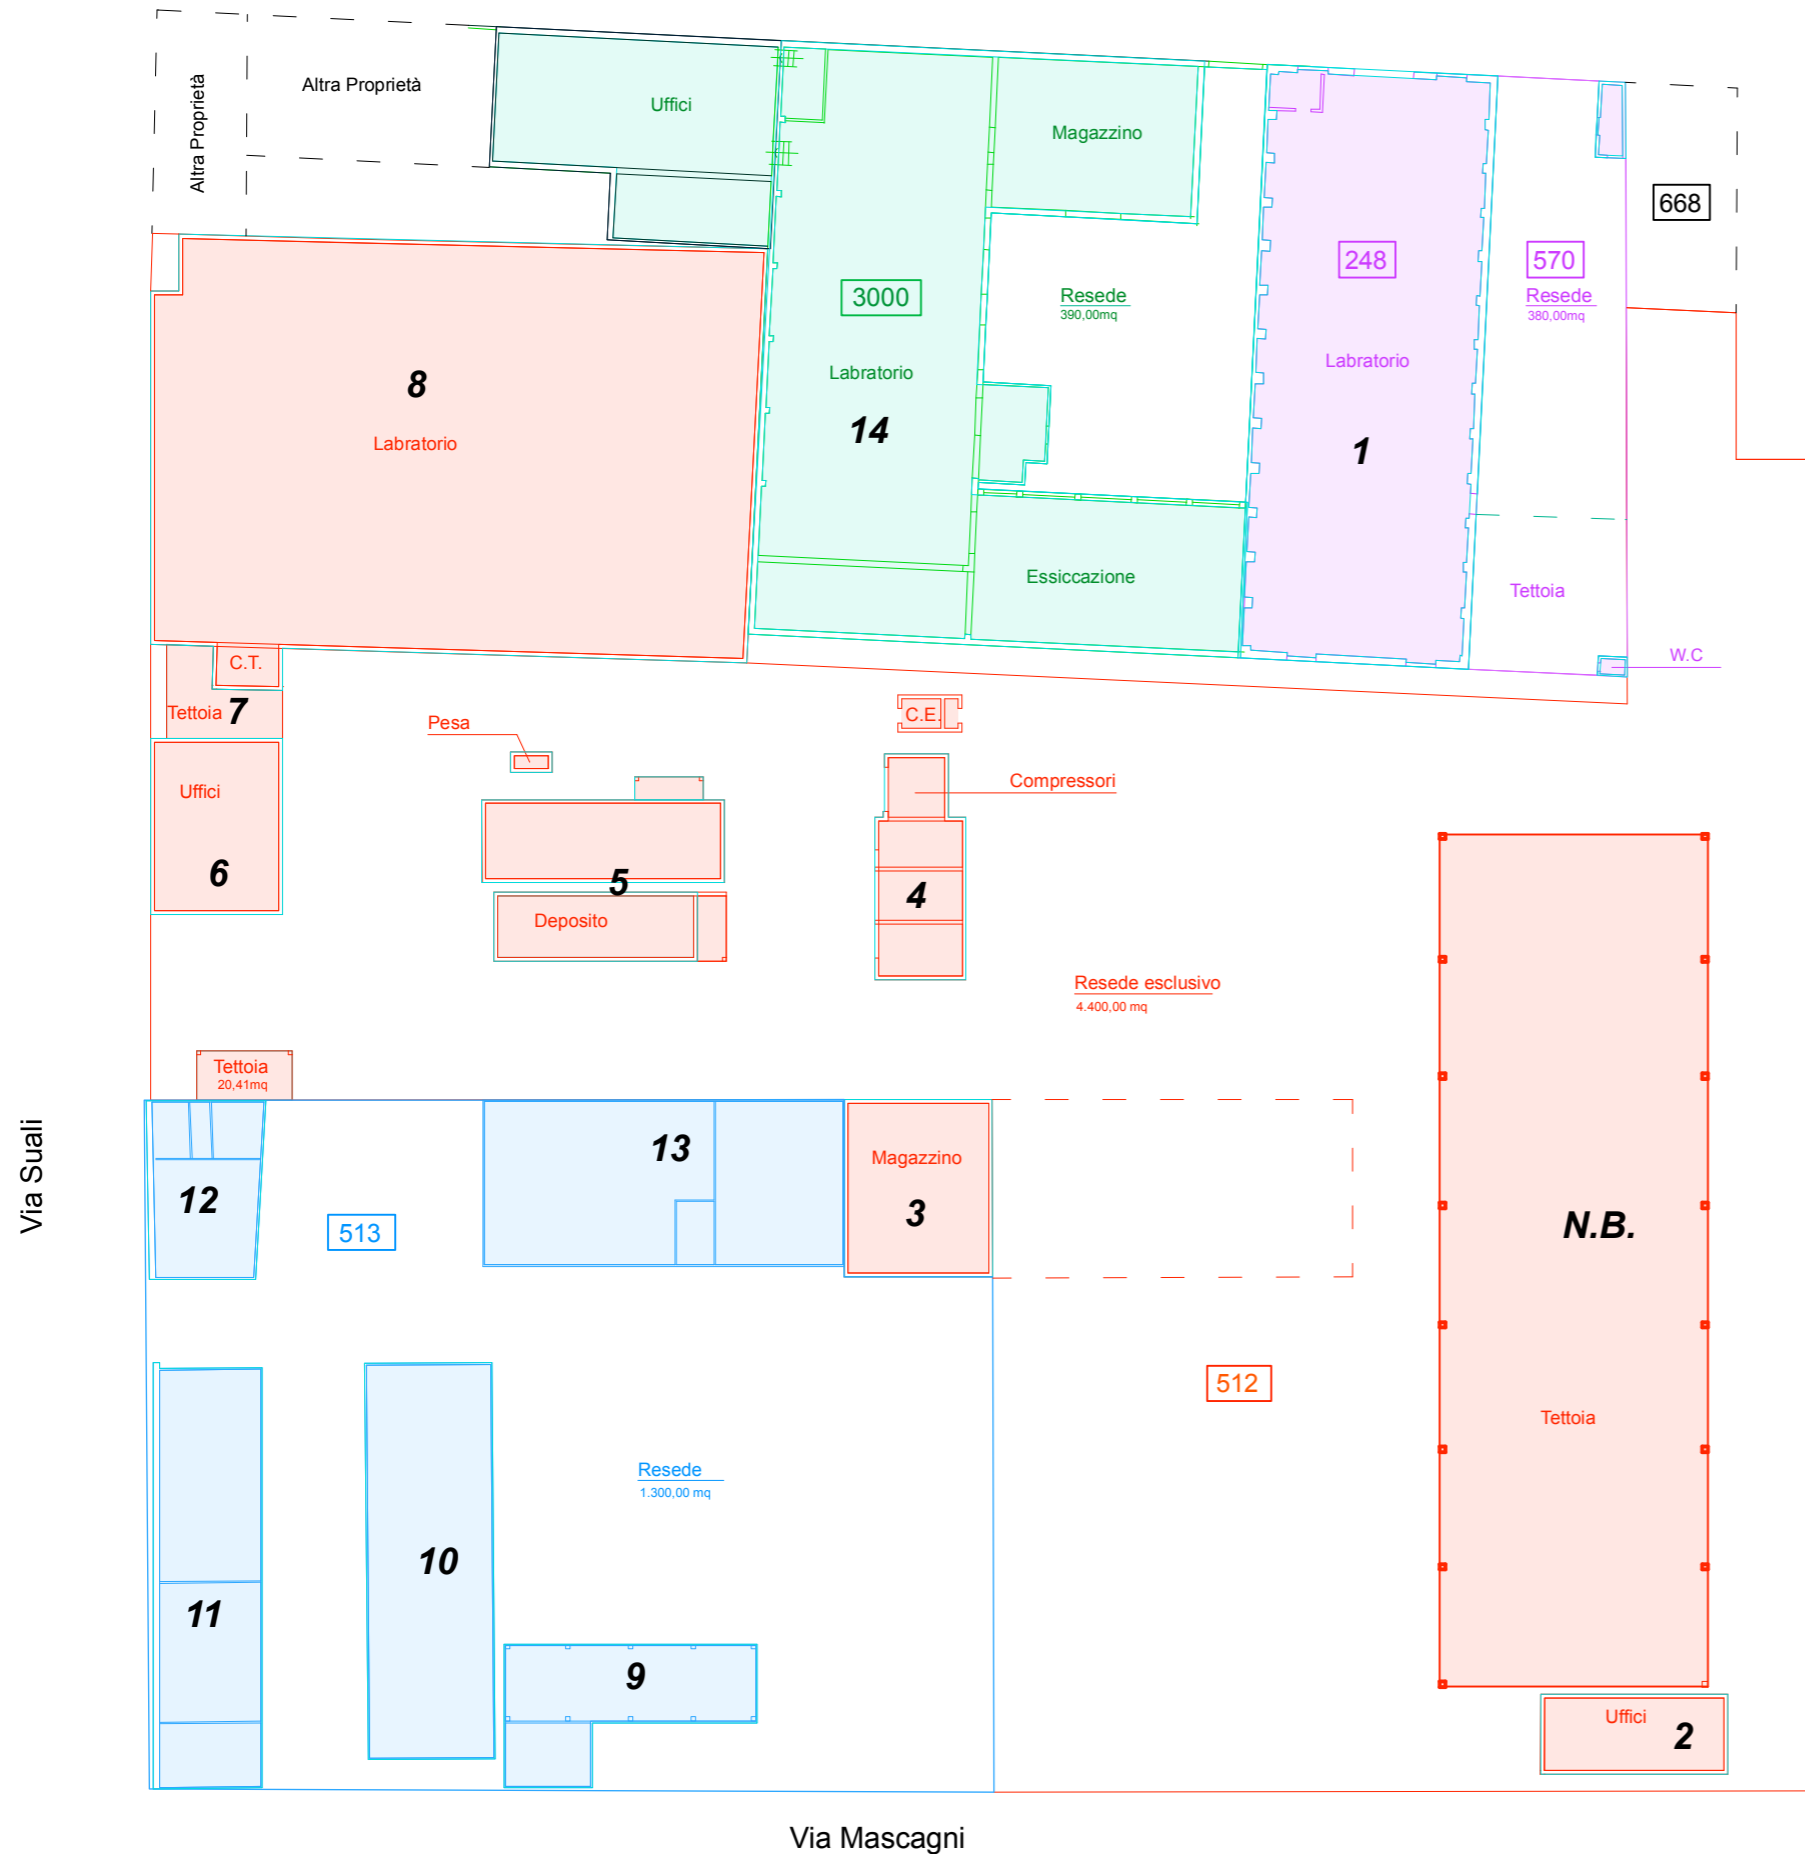 Altra Proprietà
Altra Proprietà
Uffici
Magazzino
668
248
570
3000
Resede
390,00mq
Resede
380,00mq
Labratorio
Labratorio
8
14
1
Labratorio
Essiccazione
Tettoia
C.T.
W.C
Tettoia
7
C.E.
Pesa
Compressori
Uffici
6
5
4
Deposito
Resede esclusivo
4.400,00 mq
Tettoia
20,41mq
13
Magazzino
12
3
Via Suali
513
N.B.
512
Tettoia
Resede
1.300,00 mq
10
11
9
Uffici
2
Via Mascagni